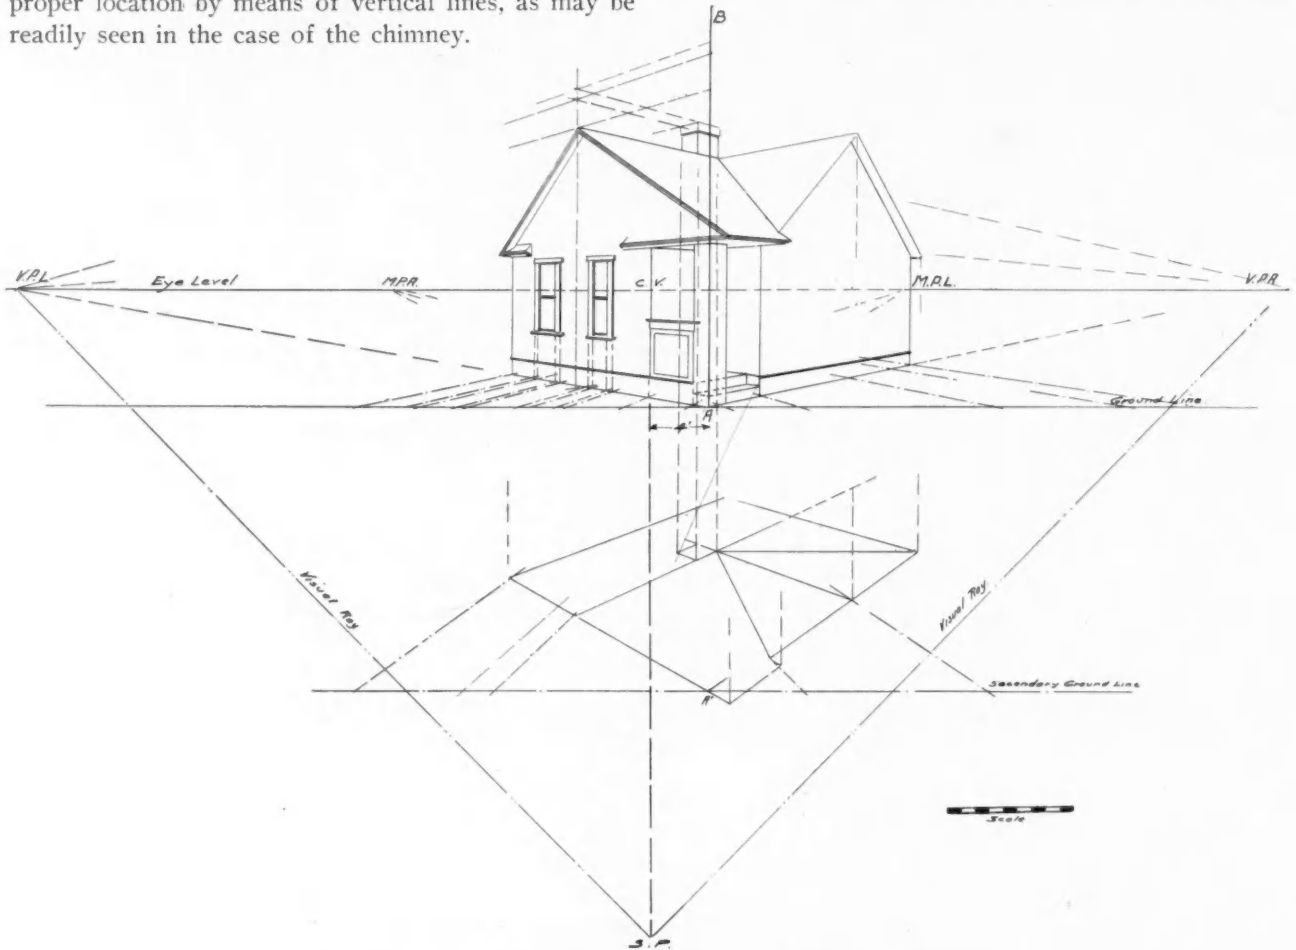 proper location by means of vertical lines, as may be
readily seen in the case of the chimney.
B
V.P.L. Eye Level M.P.R. C.V. M.P.L. V.P.R.
Ground Line
A
Visual Ray
Visual Ray
Secondary Ground Line
A'
Scale
S.P.